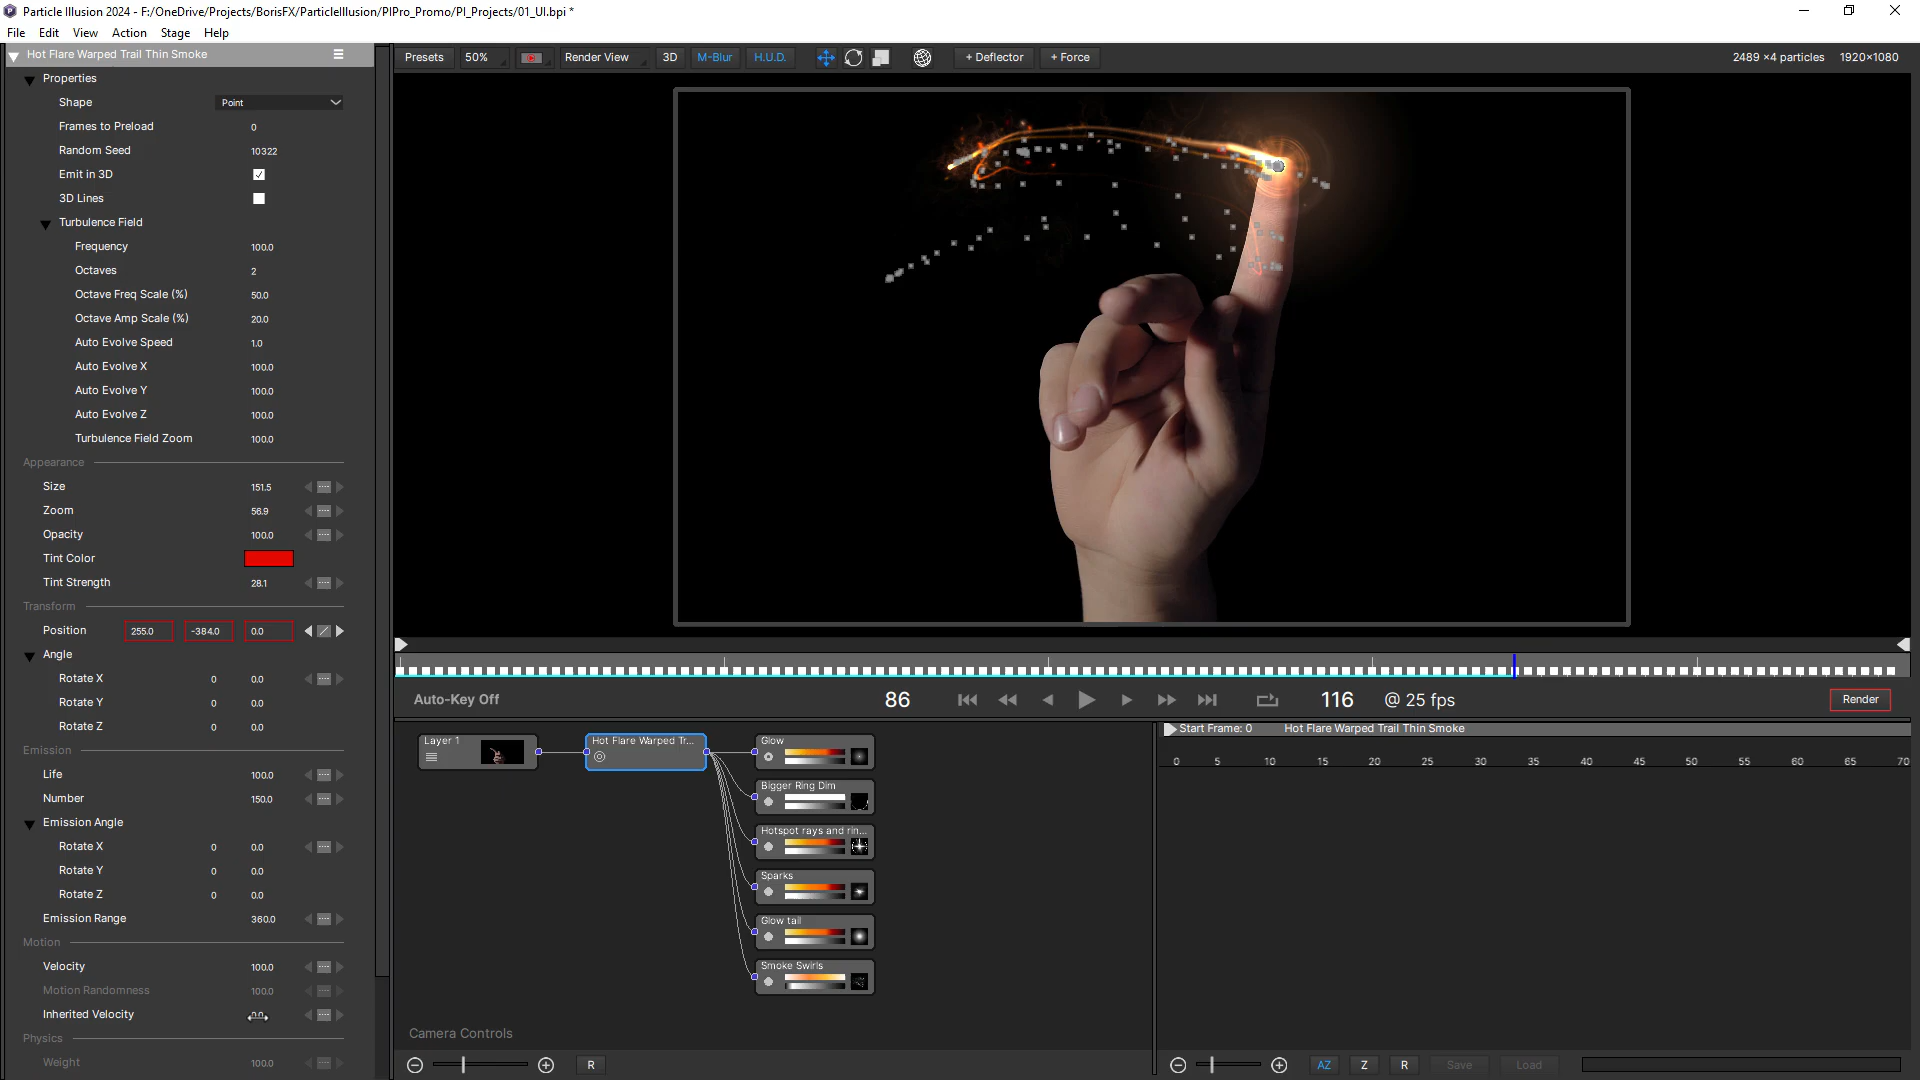 Particle Illusion 2024 - F:/OneDrive/Projects/BorisFX/ParticleIllusion/PIPro_Promo/PI_Projects/01_UI.bpi *
File Edit View Action Stage Help
Hot Flare Warped Trail Thin Smoke
Presets 50% Render View 3D M-Blur H.U.D. + Deflector + Force 2489 ×4 particles 1920×1080
Properties
Shape Point
Frames to Preload 0
Random Seed 10322
Emit in 3D
3D Lines
Turbulence Field
Frequency 100.0
Octaves 2
Octave Freq Scale (%) 50.0
Octave Amp Scale (%) 20.0
Auto Evolve Speed 1.0
Auto Evolve X 100.0
Auto Evolve Y 100.0
Auto Evolve Z 100.0
Turbulence Field Zoom 100.0
Appearance
Size 151.5
Zoom 56.9
Opacity 100.0
Tint Color
Tint Strength 28.1
Transform
Position 255.0 -384.0 0.0
Angle
Rotate X 0 0.0
Rotate Y 0 0.0
Rotate Z 0 0.0
Emission
Life 100.0
Number 150.0
Emission Angle
Rotate X 0 0.0
Rotate Y 0 0.0
Rotate Z 0 0.0
Emission Range 360.0
Motion
Velocity 100.0
Motion Randomness 100.0
Inherited Velocity
Physics
Weight 100.0
Auto-Key Off 86 116 @ 25 fps Render
Layer 1
Hot Flare Warped Tr...
Glow
Bigger Ring Dim
Hotspot rays and rin...
Sparks
Glow tail
Smoke Swirls
Camera Controls
R
Start Frame: 0 Hot Flare Warped Trail Thin Smoke
0 5 10 15 20 25 30 35 40 45 50 55 60 65 70
AZ Z R Save Load